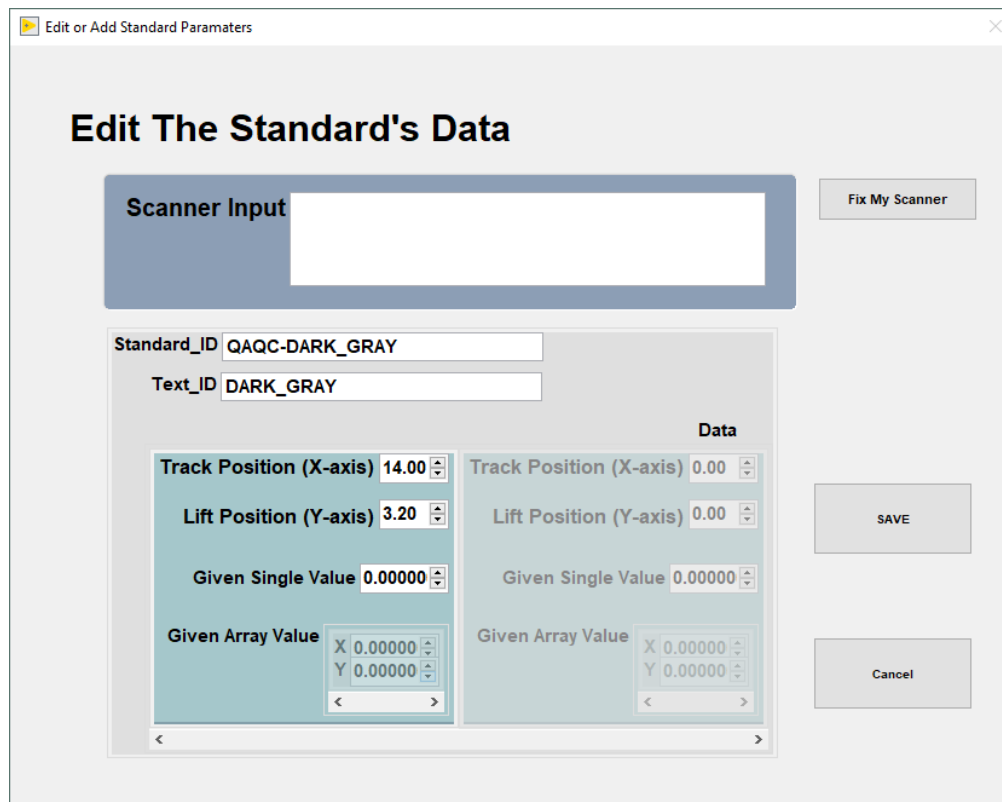 Edit or Add Standard Paramaters
Edit The Standard's Data
Scanner Input
Fix My Scanner
Standard_ID QAQC-DARK_GRAY
Text_ID DARK_GRAY
Data
Track Position (X-axis) 14.00 Track Position (X-axis) 0.00
Lift Position (Y-axis) 3.20 Lift Position (Y-axis) 0.00
SAVE
Given Single Value 0.00000 Given Single Value 0.00000
Given Array Value X 0.00000 Given Array Value X 0.00000
Y 0.00000 Y 0.00000
Cancel